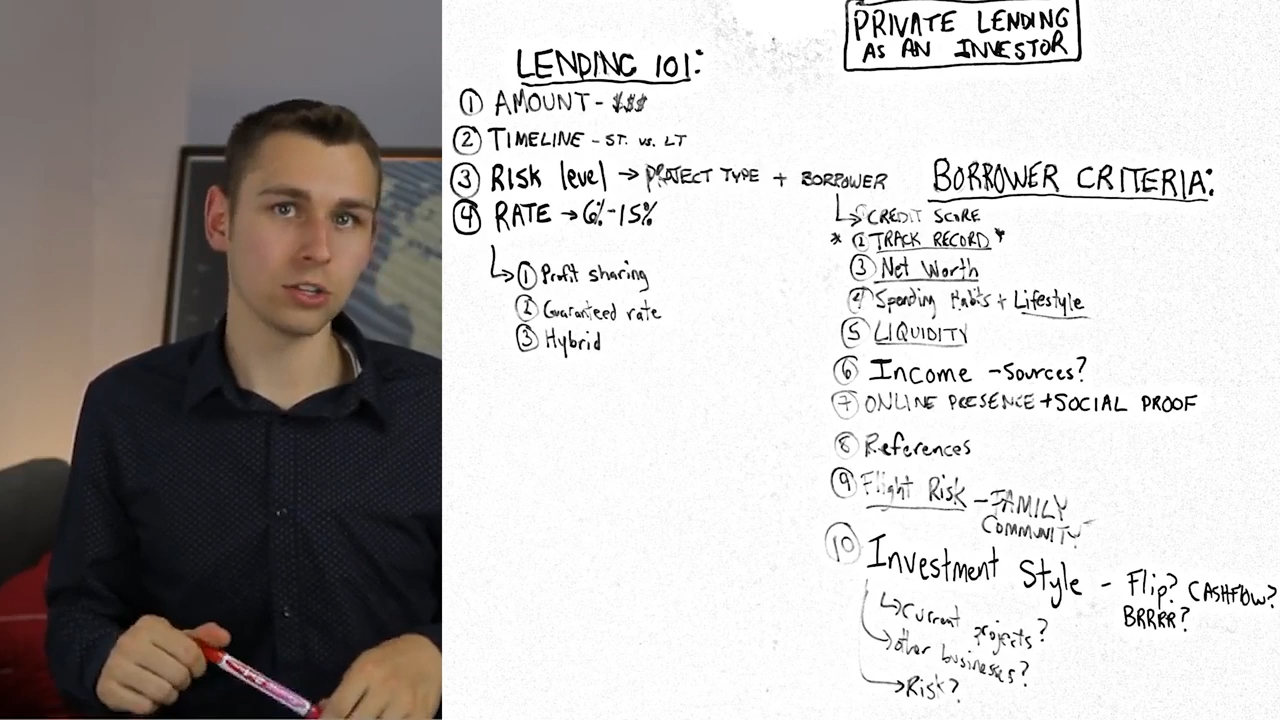 PRIVATE LENDING
AS AN INVESTOR
LENDING 101:
① AMOUNT - $$$
② TIMELINE - ST. vs. LT
③ RISK level → PROJECT TYPE + BORROWER
④ RATE → 6%-15%
↳ ① Profit sharing
② Guaranteed rate
③ Hybrid
BORROWER CRITERIA:
↳ CREDIT SCORE
* ② TRACK RECORD *
③ Net Worth
④ Spending Habits + Lifestyle
⑤ LIQUIDITY
⑥ Income - Sources?
⑦ ONLINE PRESENCE + SOCIAL PROOF
⑧ References
⑨ Flight Risk - FAMILY
COMMUNITY
⑩ Investment Style - Flip? CASHFLOW?
BRRRR?
↳ current projects?
→ other businesses?
→ Risk?